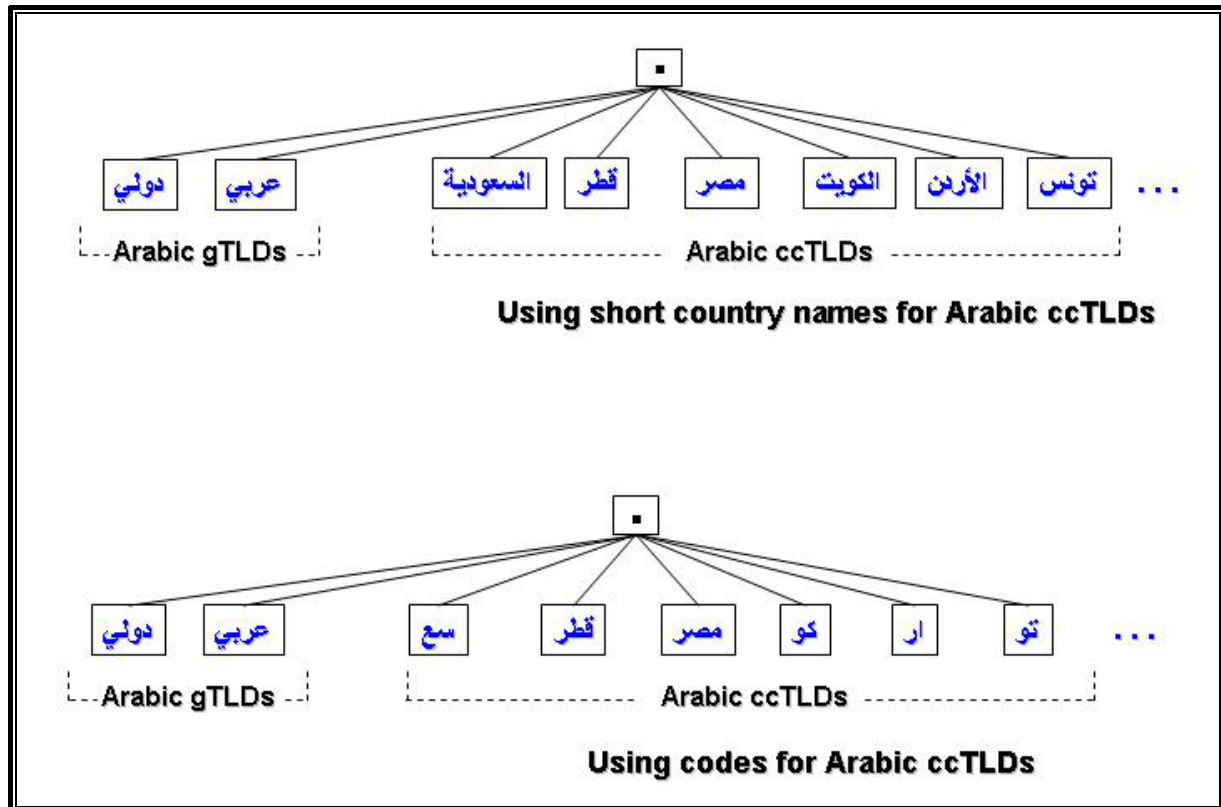 .
دولي عربي السعودية قطر مصر الكويت الأردن تونس ...
Arabic gTLDs Arabic ccTLDs
Using short country names for Arabic ccTLDs
.
دولي عربي سع قطر مصر كو ار تو ...
Arabic gTLDs Arabic ccTLDs
Using codes for Arabic ccTLDs